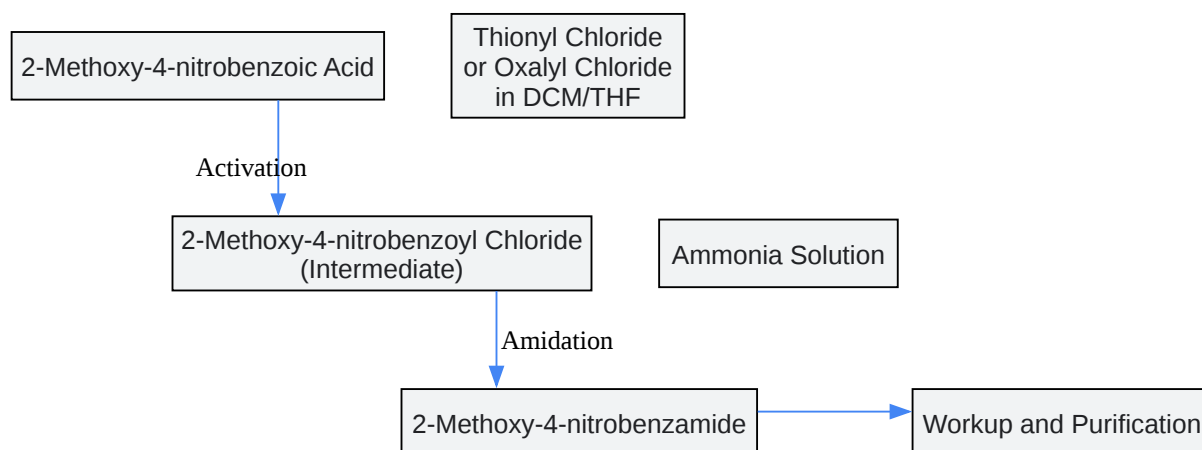 2-Methoxy-4-nitrobenzoic Acid
Thionyl Chloride
or Oxalyl Chloride
in DCM/THF
Activation
2-Methoxy-4-nitrobenzoyl Chloride
(Intermediate)
Ammonia Solution
Amidation
2-Methoxy-4-nitrobenzamide
Workup and Purification